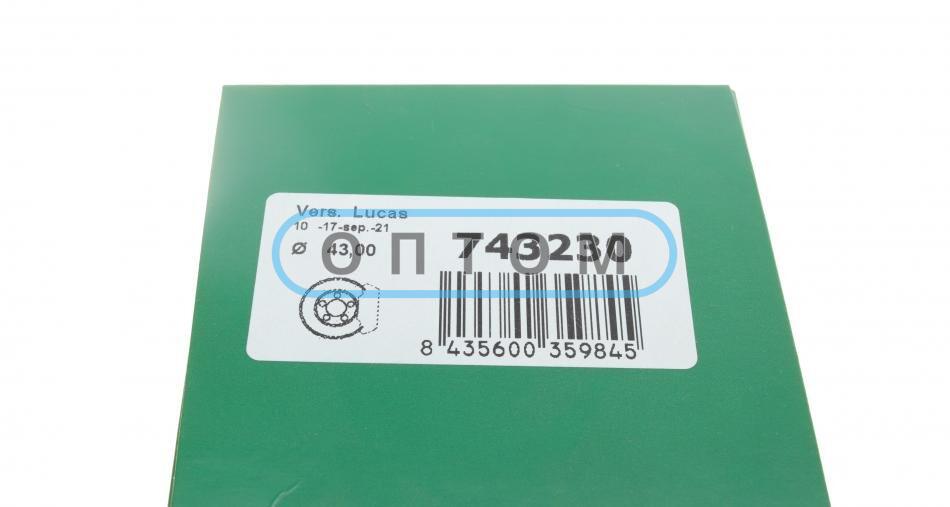 Vers. Lucas
10 -17-sep.-21
Ø 43,00 743230
ОПТОМ
8 435600 359845